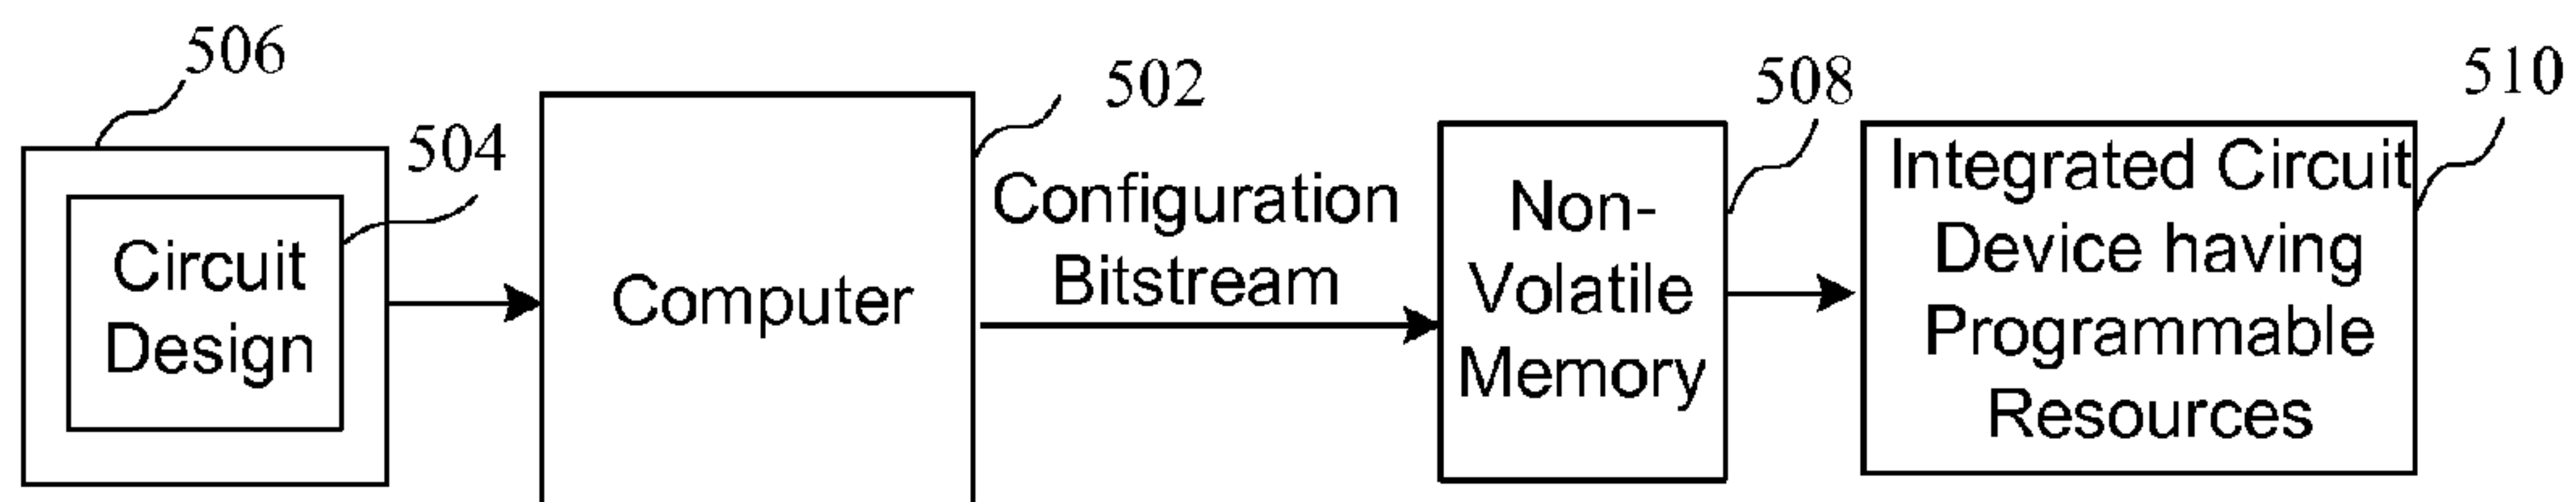 506
504
Circuit
Design
502
Computer
Configuration
Bitstream
508
Non-
Volatile
Memory
510
Integrated Circuit
Device having
Programmable
Resources